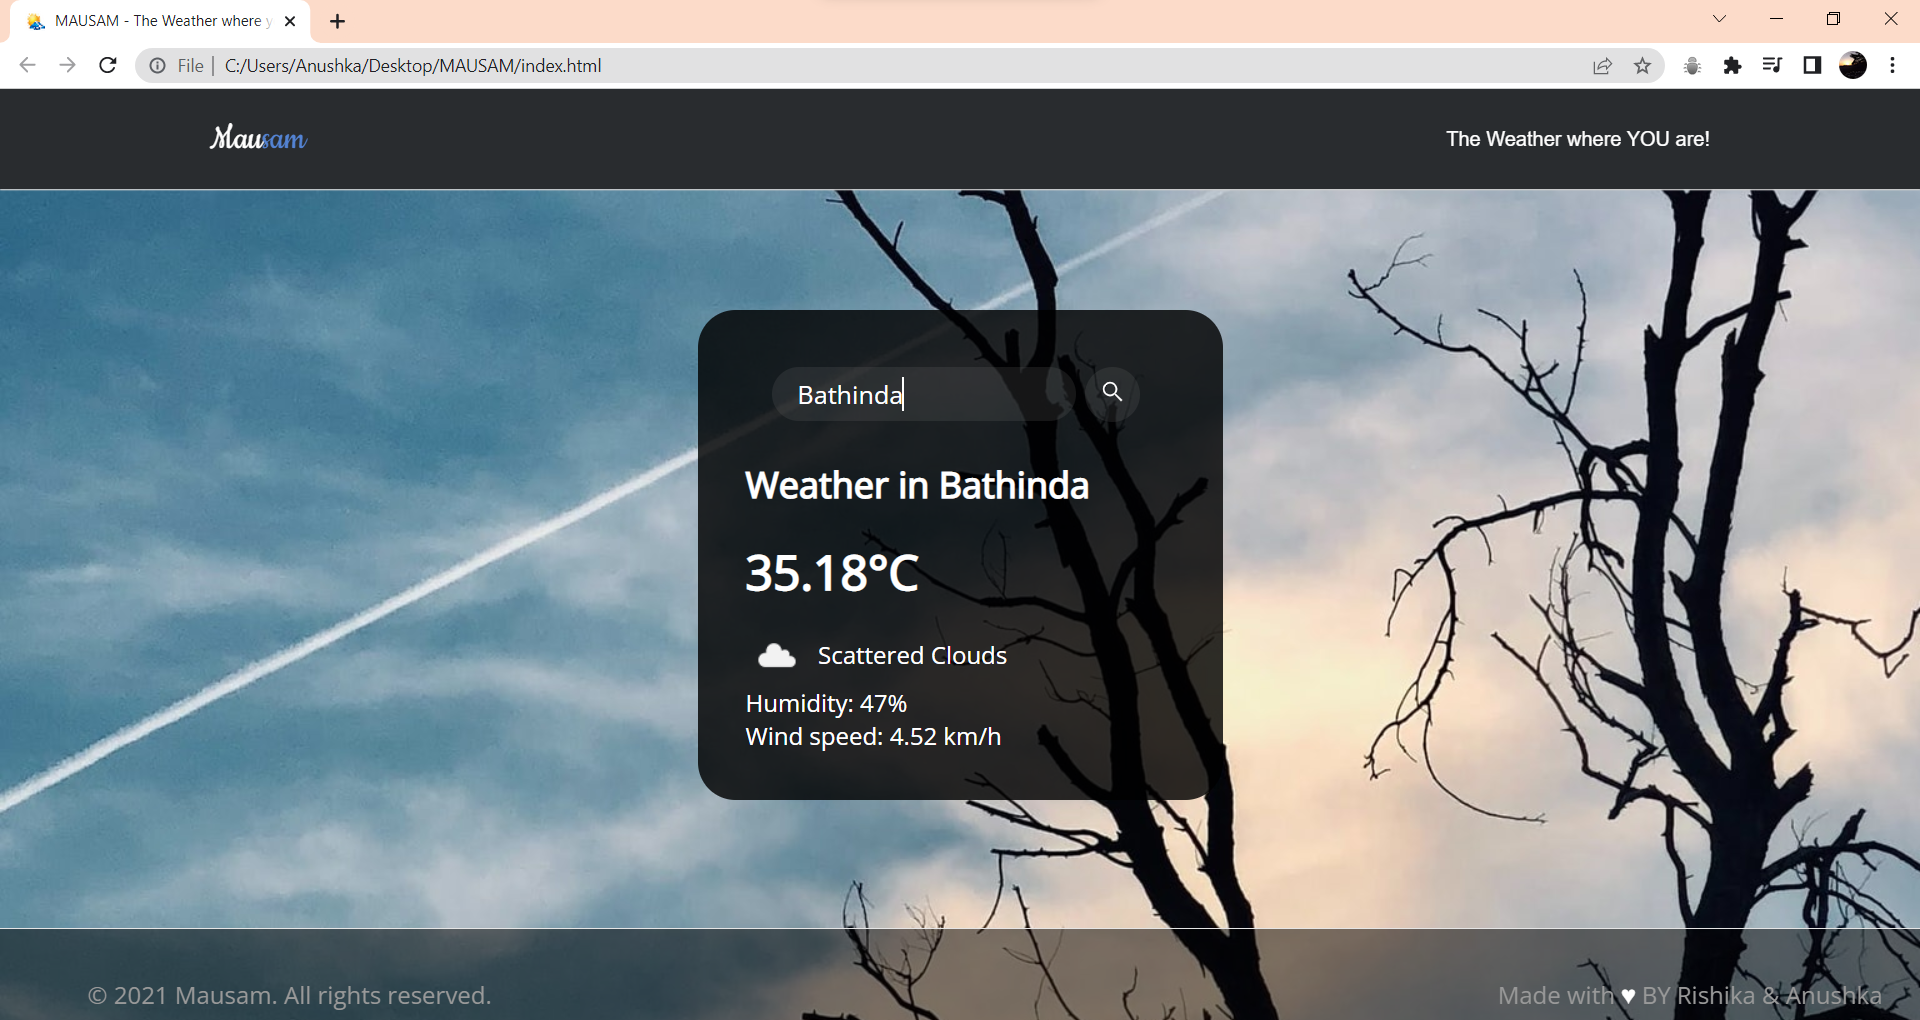 MAUSAM - The Weather where y
File | C:/Users/Anushka/Desktop/MAUSAM/index.html
Mausam
The Weather where YOU are!
Bathinda
Weather in Bathinda
35.18°C
Scattered Clouds
Humidity: 47%
Wind speed: 4.52 km/h
© 2021 Mausam. All rights reserved.
Made with ♥ BY Rishika & Anushka